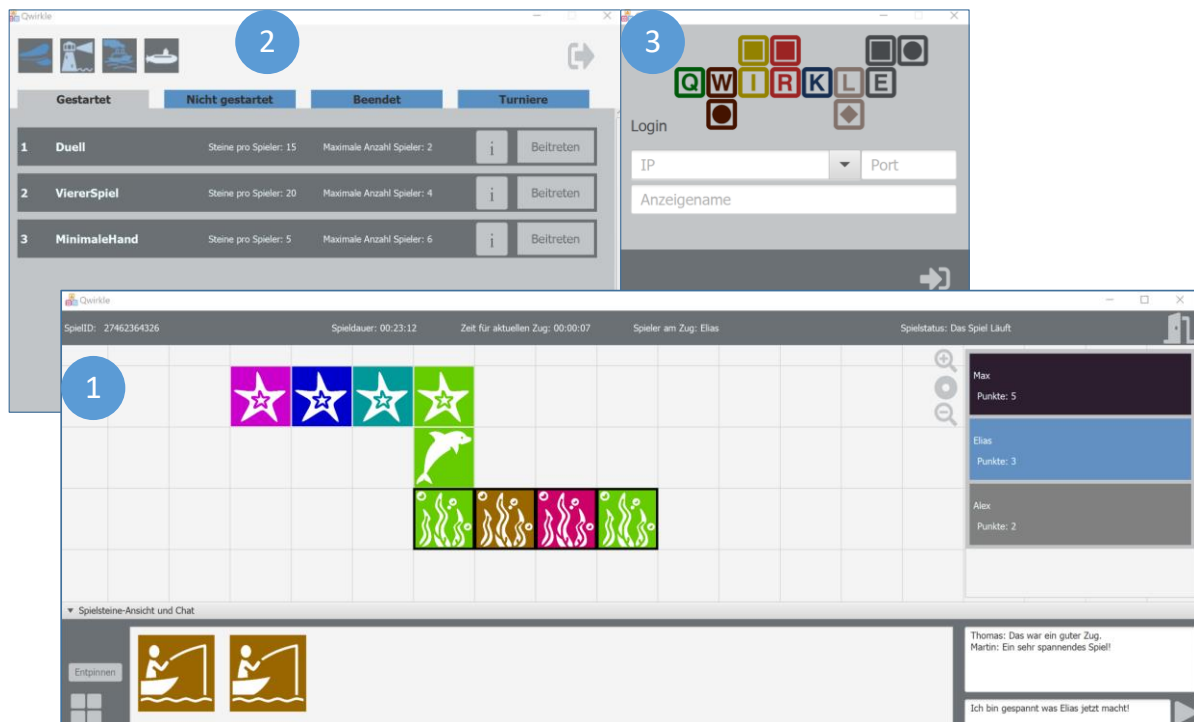 Qwirkle
2
Gestartet
Nicht gestartet
Beendet
Turniere
1 Duell Steine pro Spieler: 15 Maximale Anzahl Spieler: 2 i Beitreten
2 ViererSpiel Steine pro Spieler: 20 Maximale Anzahl Spieler: 4 i Beitreten
3 MinimaleHand Steine pro Spieler: 5 Maximale Anzahl Spieler: 6 i Beitreten
3
QWIRKLE
Login
IP
Port
Anzeigename
Qwirkle
SpielID: 27462364326 Spieldauer: 00:23:12 Zeit für aktuellen Zug: 00:00:07 Spieler am Zug: Elias Spielstatus: Das Spiel Läuft
1
Max
Punkte: 5
Elias
Punkte: 3
Alex
Punkte: 2
Spielsteine-Ansicht und Chat
Entpinnen
Thomas: Das war ein guter Zug.
Martin: Ein sehr spannendes Spiel!
Ich bin gespannt was Elias jetzt macht!